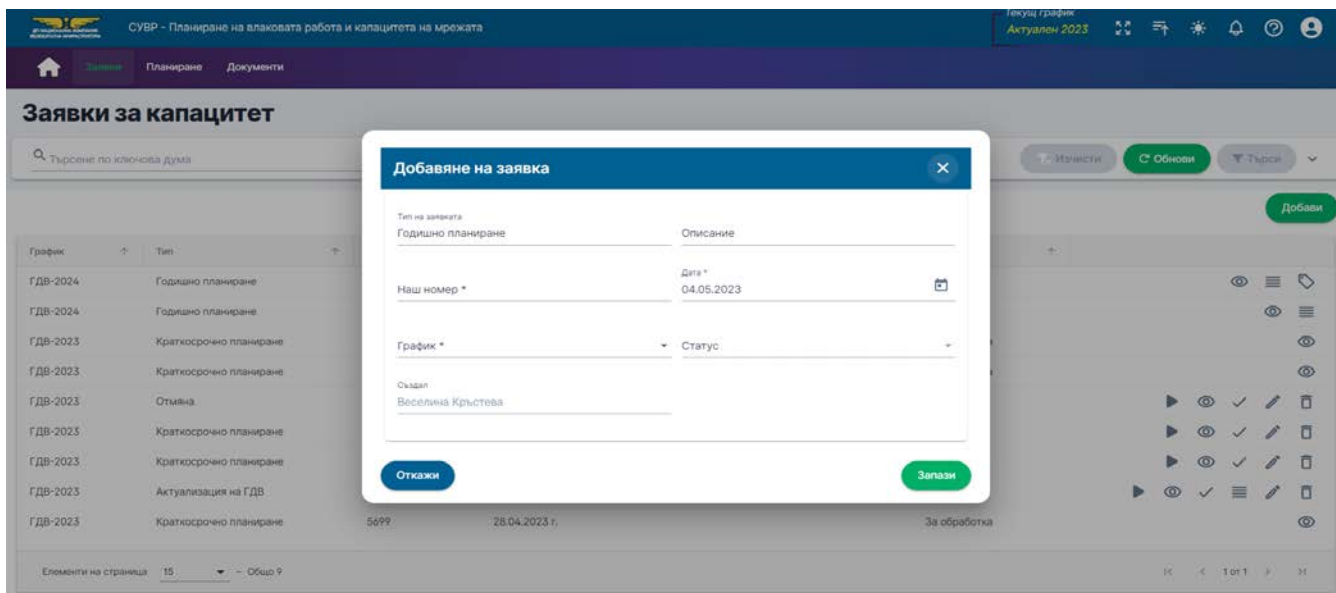 СУВР - Планиране на влаковата работа и капацитета на мрежата
Текущ график
Актуален 2023
Заявки Планиране Документи
Заявки за капацитет
Търсене по ключова дума
Изчисти Обнови Търси
Добави
Добавяне на заявка
Тип на заявката
Годишно планиране Описание
Дата *
Наш номер * 04.05.2023
График * Статус
Създал
Веселина Кръстева
Откажи Запази
График Тип
ГДВ-2024 Годишно планиране
ГДВ-2024 Годишно планиране
ГДВ-2023 Краткосрочно планиране
ГДВ-2023 Краткосрочно планиране
ГДВ-2023 Отмяна
ГДВ-2023 Краткосрочно планиране
ГДВ-2023 Краткосрочно планиране
ГДВ-2023 Актуализация на ГДВ
ГДВ-2023 Краткосрочно планиране 5699 28.04.2023 г. За обработка
Елементи на страница 15 – Общо 9
1 от 1